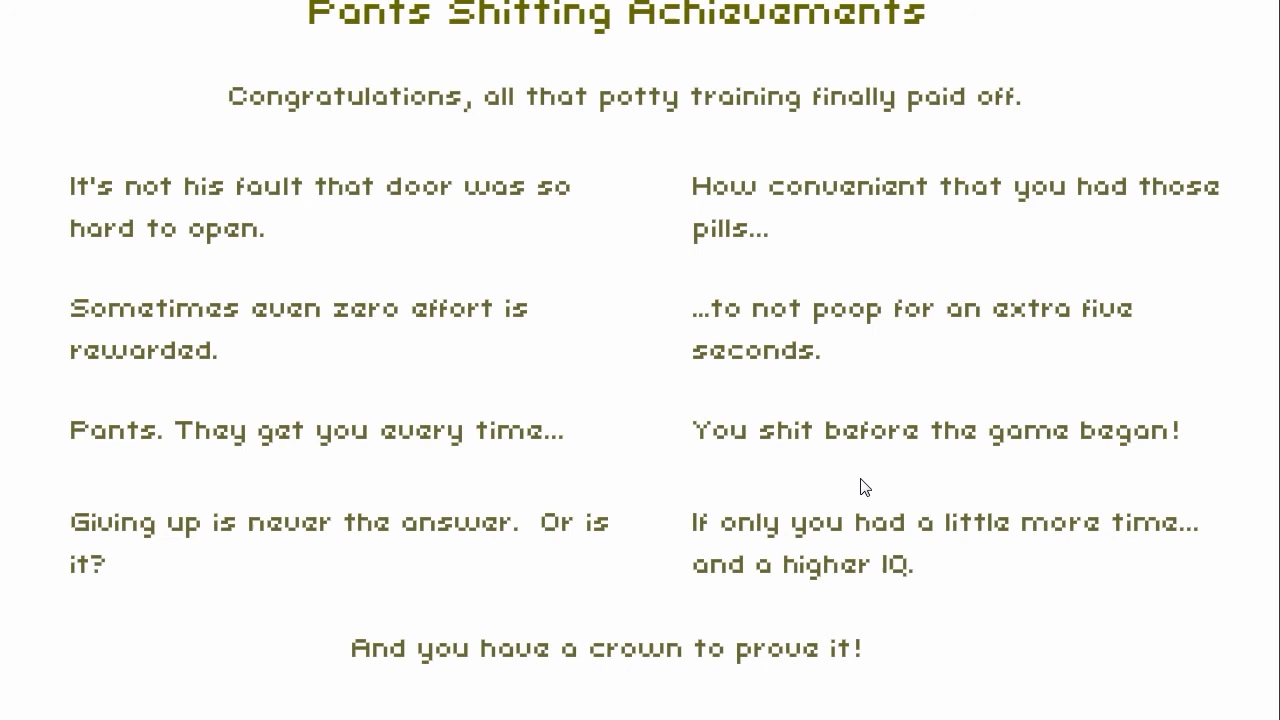 Pants Shitting Achievements
Congratulations, all that potty training finally paid off.
It's not his fault that door was so
hard to open.
Sometimes even zero effort is
rewarded.
Pants. They get you every time...
Giving up is never the answer. Or is
it?
How convenient that you had those
pills...
...to not poop for an extra five
seconds.
You shit before the game began!
If only you had a little more time...
and a higher IQ.
And you have a crown to prove it!